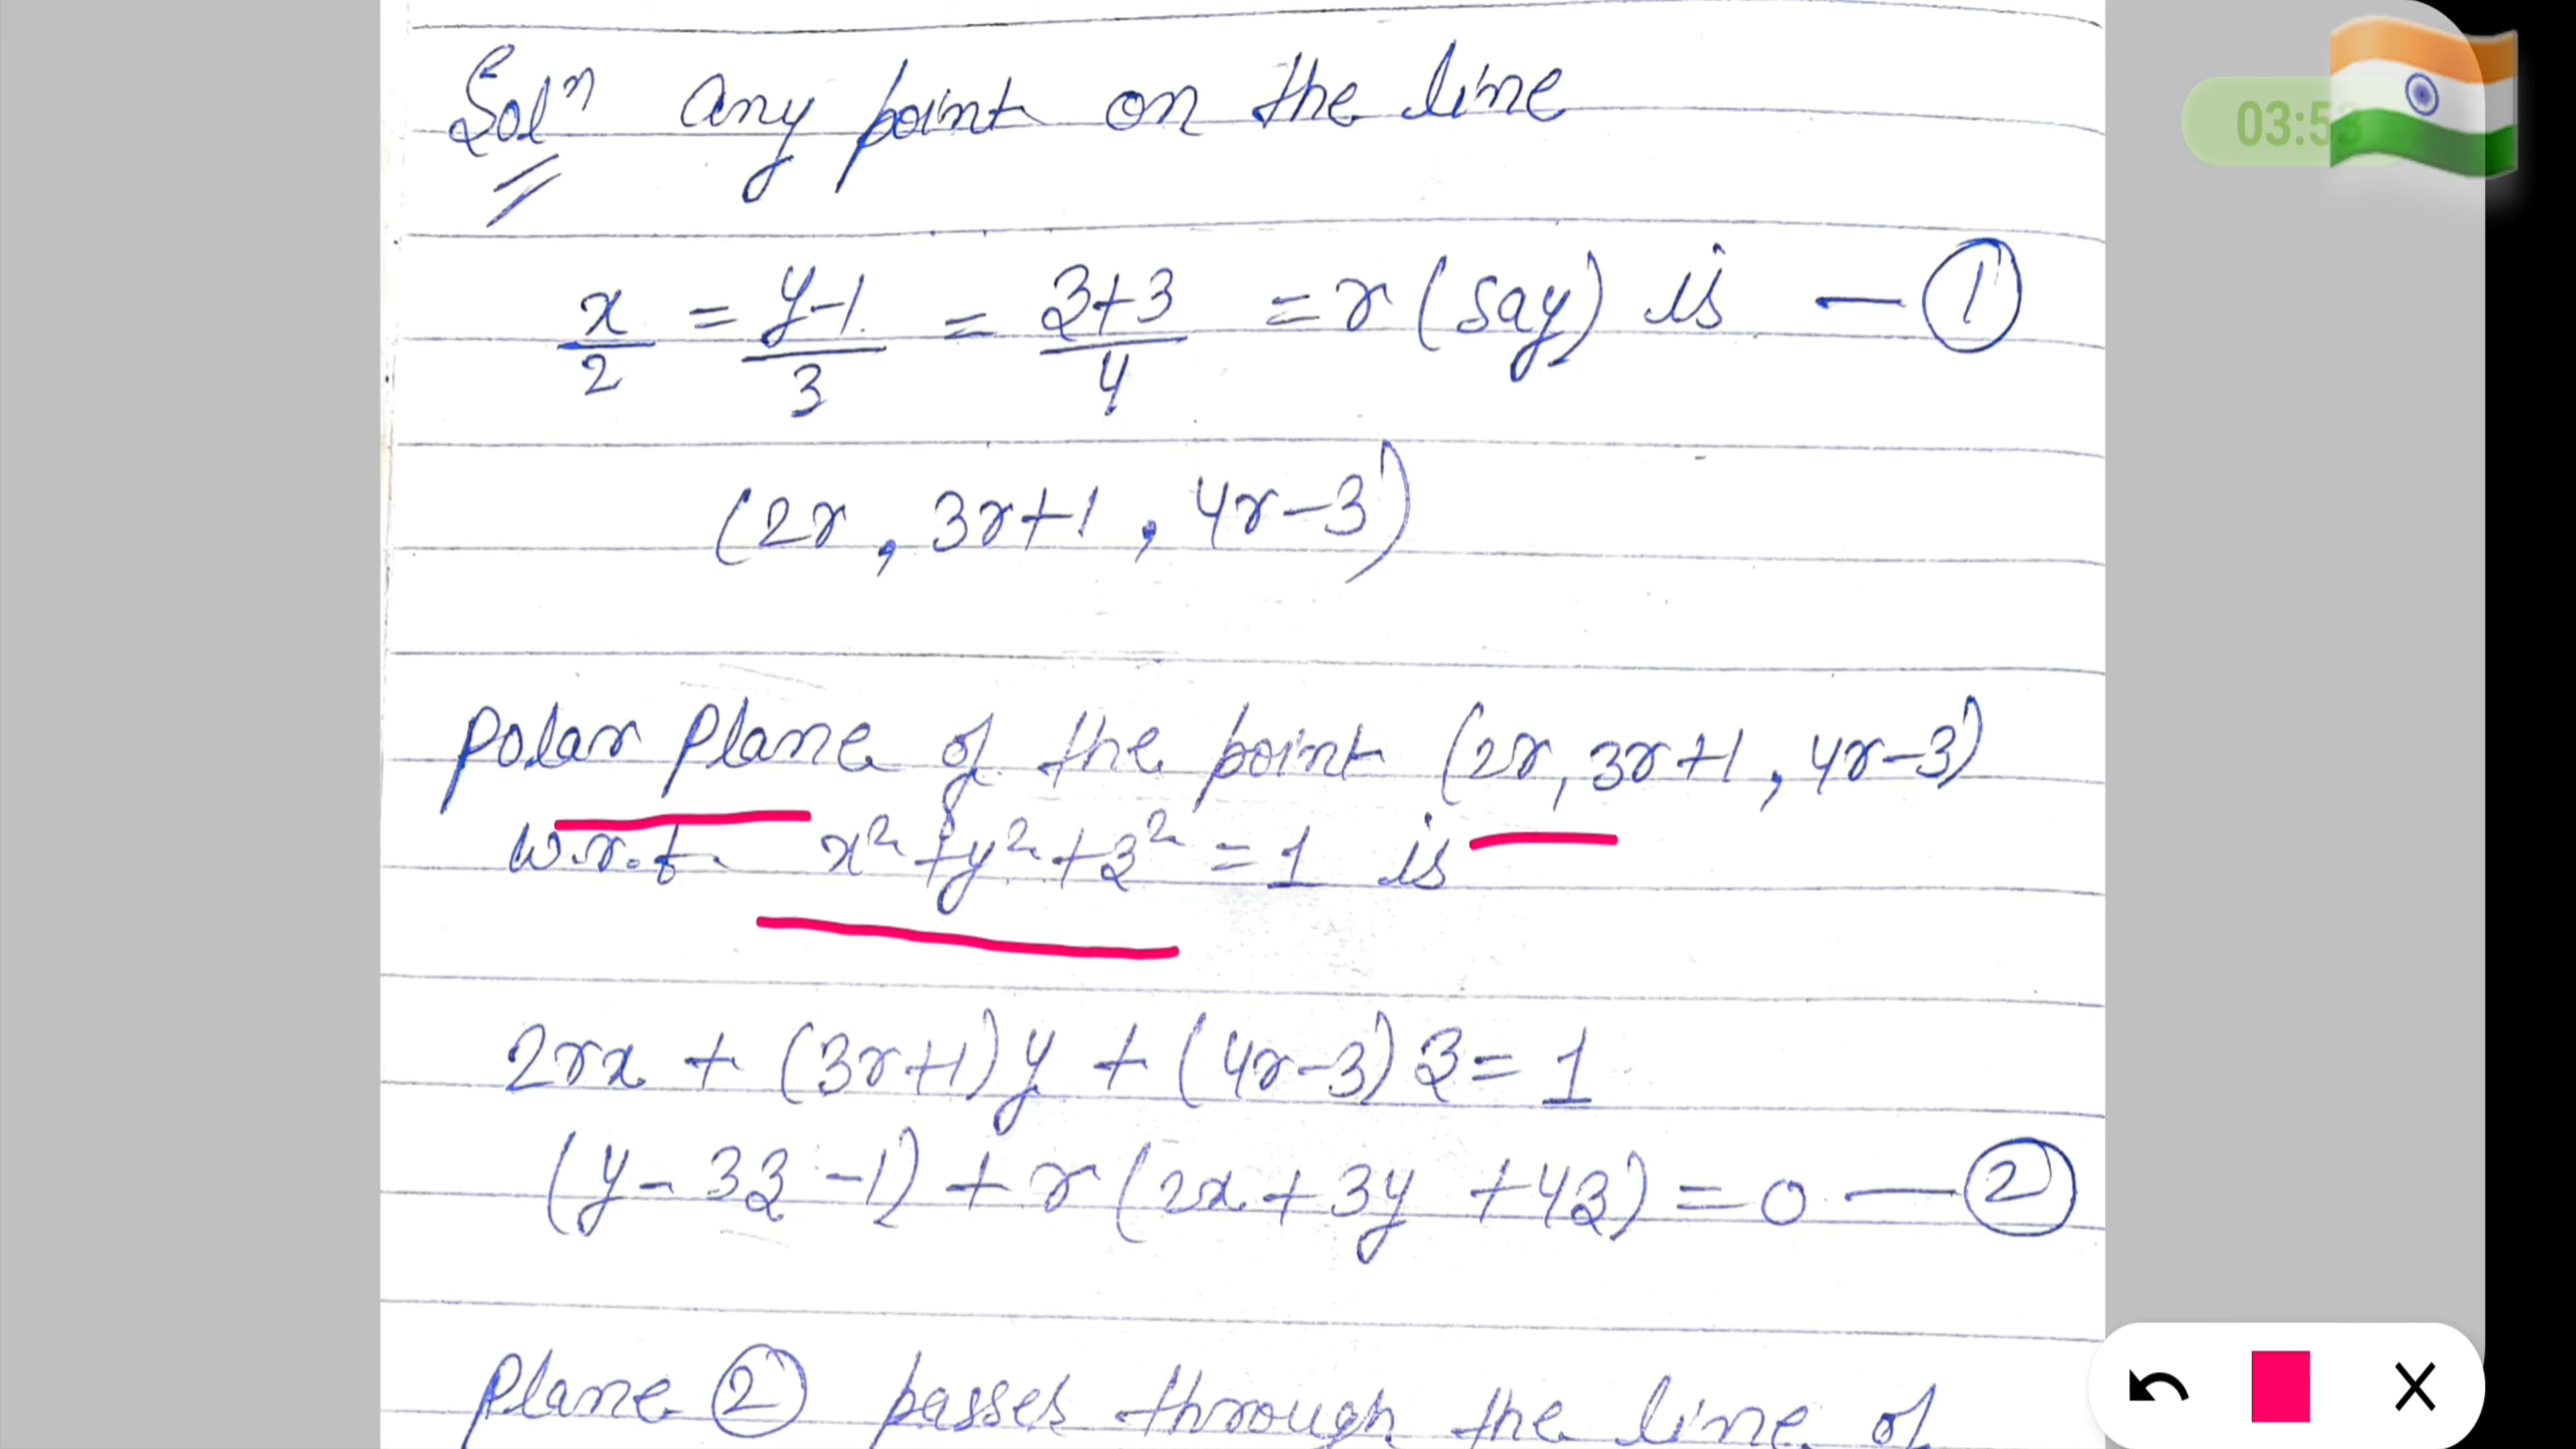 Solⁿ any point on the line
x/2 = y-1/3 = z+3/4 = r (say) is — ①
(2r, 3r+1, 4r-3)
polar plane of the point (2r, 3r+1, 4r-3)
w.r.t. x²+y²+z² = 1 is
2rx + (3r+1)y + (4r-3)z = 1
(y-3z-1) + r(2x+3y+4z) = 0 — ②
plane ② passes through the line of
03:53